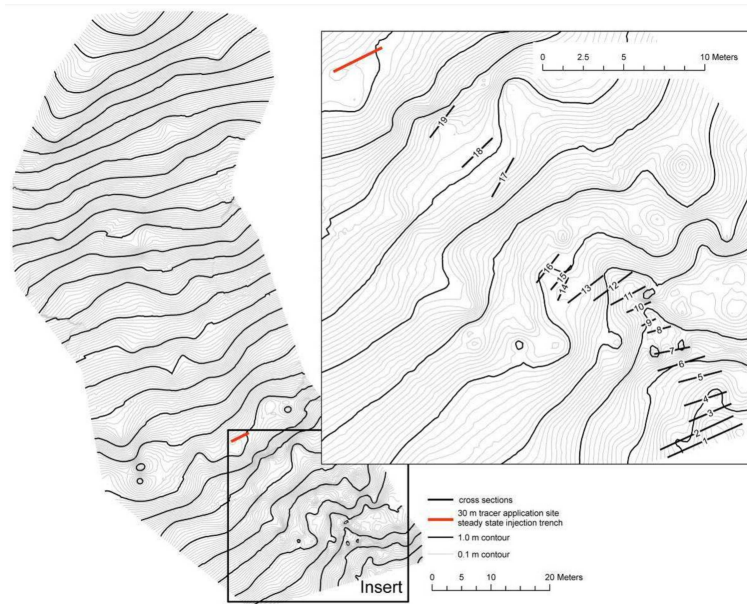 0 2.5 5 10 Meters
19
18
17
16
15
14
13
12
11
10
9
8
7
6
5
4
3
2
1
Insert
cross sections
30 m tracer application site
steady state injection trench
1.0 m contour
0.1 m contour
0 5 10 20 Meters